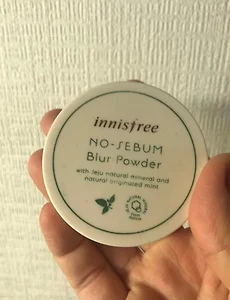 innisfree
NO-SEBUM
Blur Powder
with Jeju natural mineral and
natural originated mint